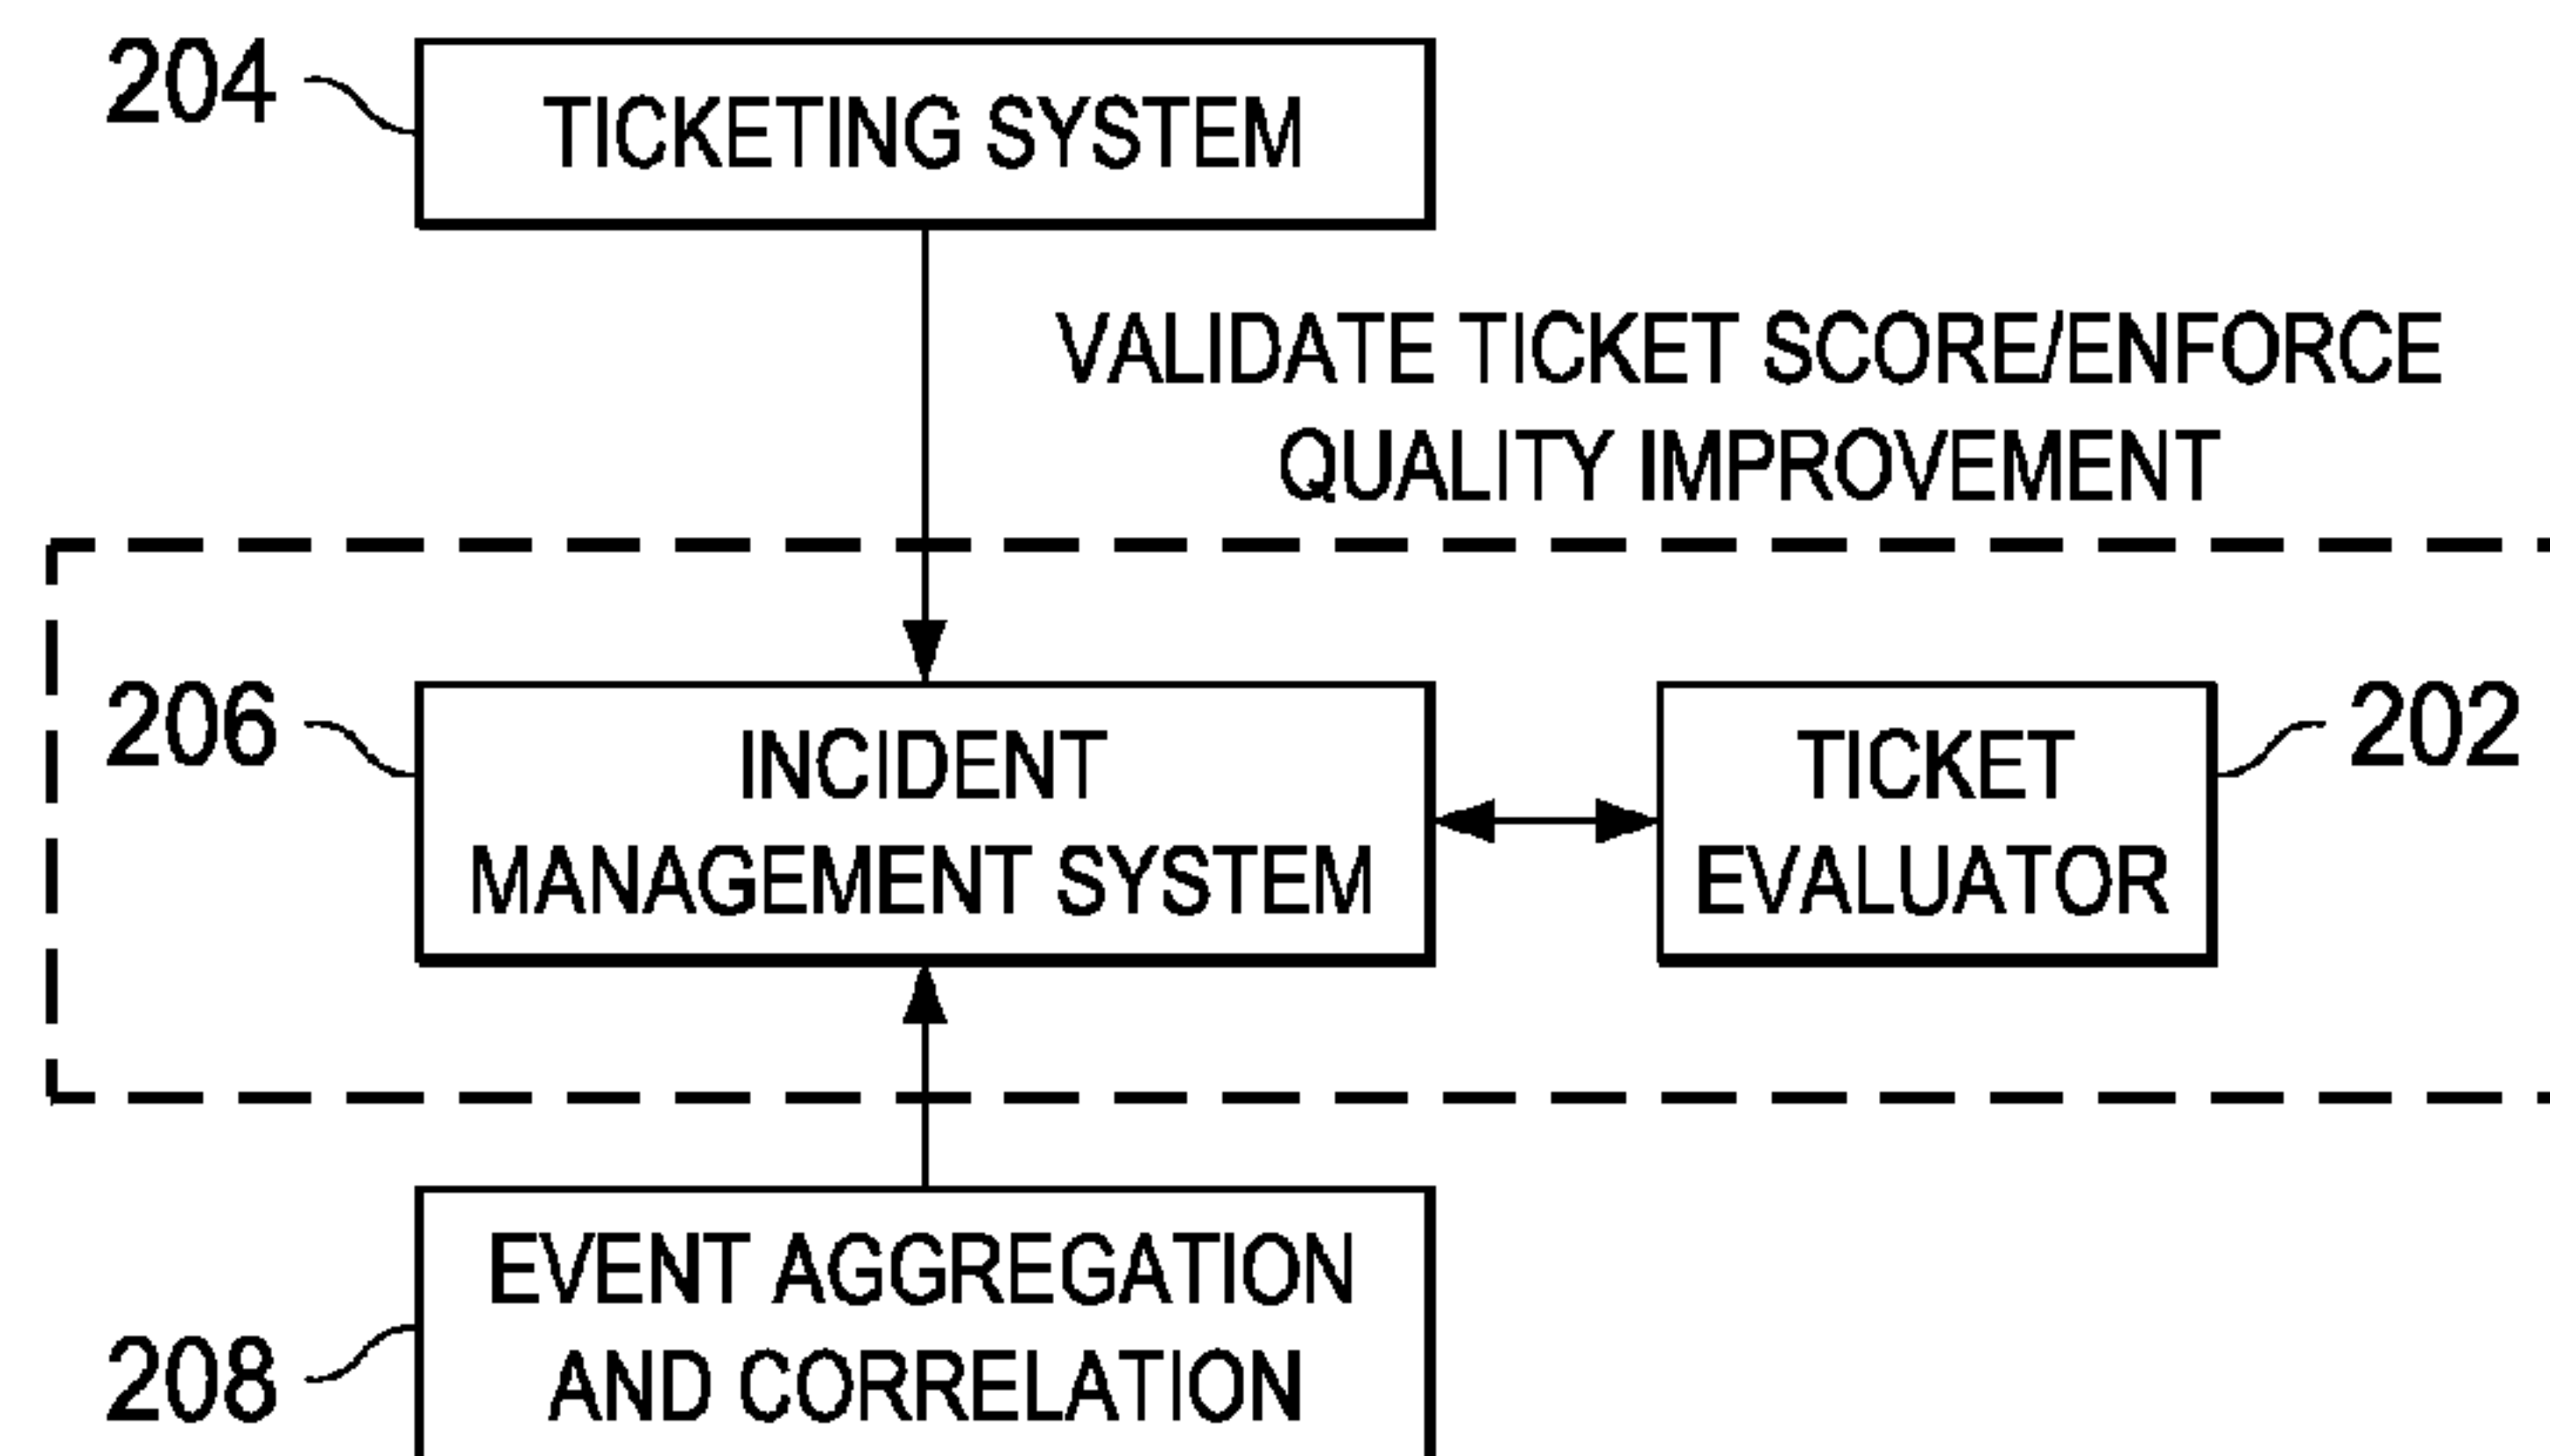 204
TICKETING SYSTEM
VALIDATE TICKET SCORE/ENFORCE
QUALITY IMPROVEMENT
206
INCIDENT
MANAGEMENT SYSTEM
TICKET
EVALUATOR
202
EVENT AGGREGATION
AND CORRELATION
208